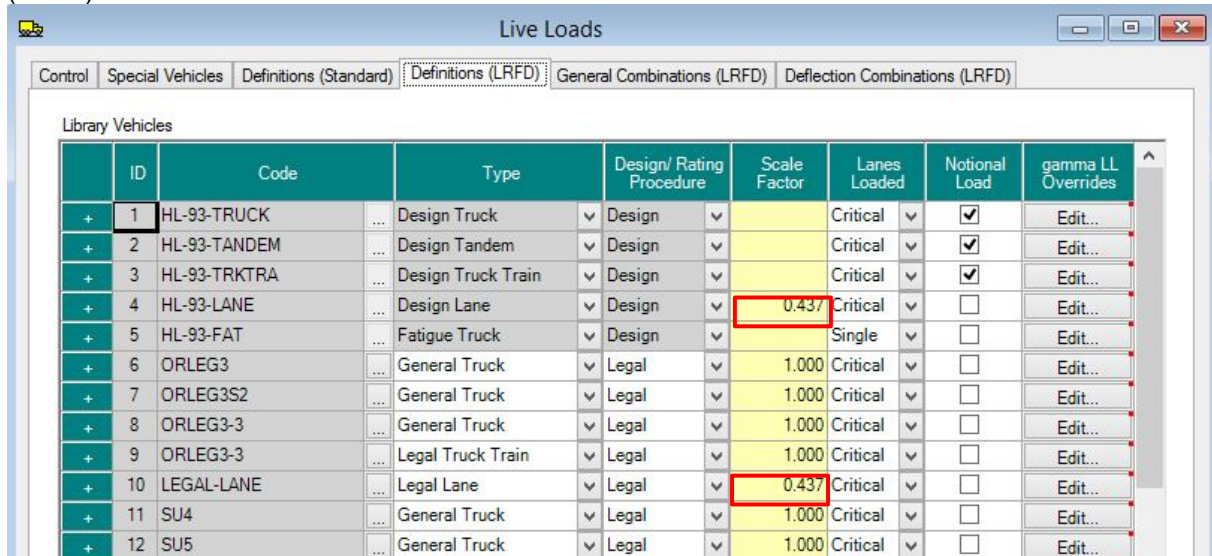 Live Loads
Control Special Vehicles Definitions (Standard) Definitions (LRFD) General Combinations (LRFD) Deflection Combinations (LRFD)
Library Vehicles
ID Code Type Design/ Rating Procedure Scale Factor Lanes Loaded Notional Load gamma LL Overrides
+ 1 HL-93-TRUCK ... Design Truck Design Critical Edit...
+ 2 HL-93-TANDEM ... Design Tandem Design Critical Edit...
+ 3 HL-93-TRKTRA ... Design Truck Train Design Critical Edit...
+ 4 HL-93-LANE ... Design Lane Design 0.437 Critical Edit...
+ 5 HL-93-FAT ... Fatigue Truck Design Single Edit...
+ 6 ORLEG3 ... General Truck Legal 1.000 Critical Edit...
+ 7 ORLEG3S2 ... General Truck Legal 1.000 Critical Edit...
+ 8 ORLEG3-3 ... General Truck Legal 1.000 Critical Edit...
+ 9 ORLEG3-3 ... Legal Truck Train Legal 1.000 Critical Edit...
+ 10 LEGAL-LANE ... Legal Lane Legal 0.437 Critical Edit...
+ 11 SU4 ... General Truck Legal 1.000 Critical Edit...
+ 12 SU5 ... General Truck Legal 1.000 Critical Edit...